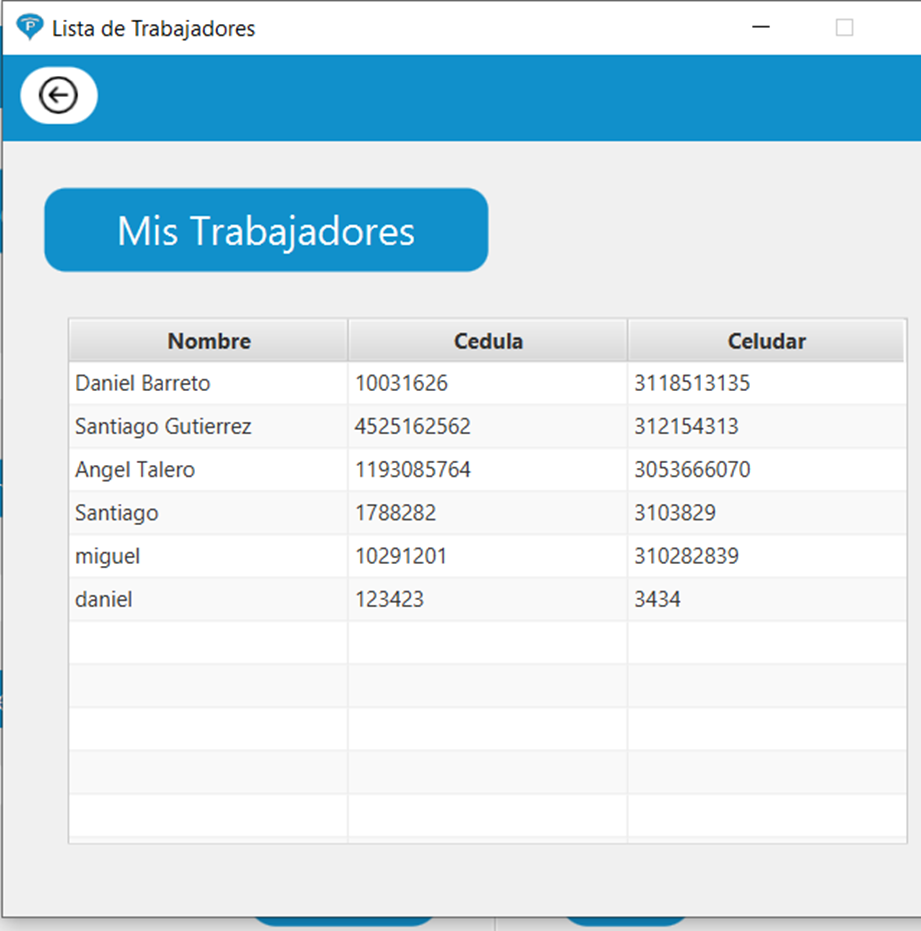 Lista de Trabajadores
Mis Trabajadores
Nombre Cedula Celudar
Daniel Barreto 10031626 3118513135
Santiago Gutierrez 4525162562 312154313
Angel Talero 1193085764 3053666070
Santiago 1788282 3103829
miguel 10291201 310282839
daniel 123423 3434